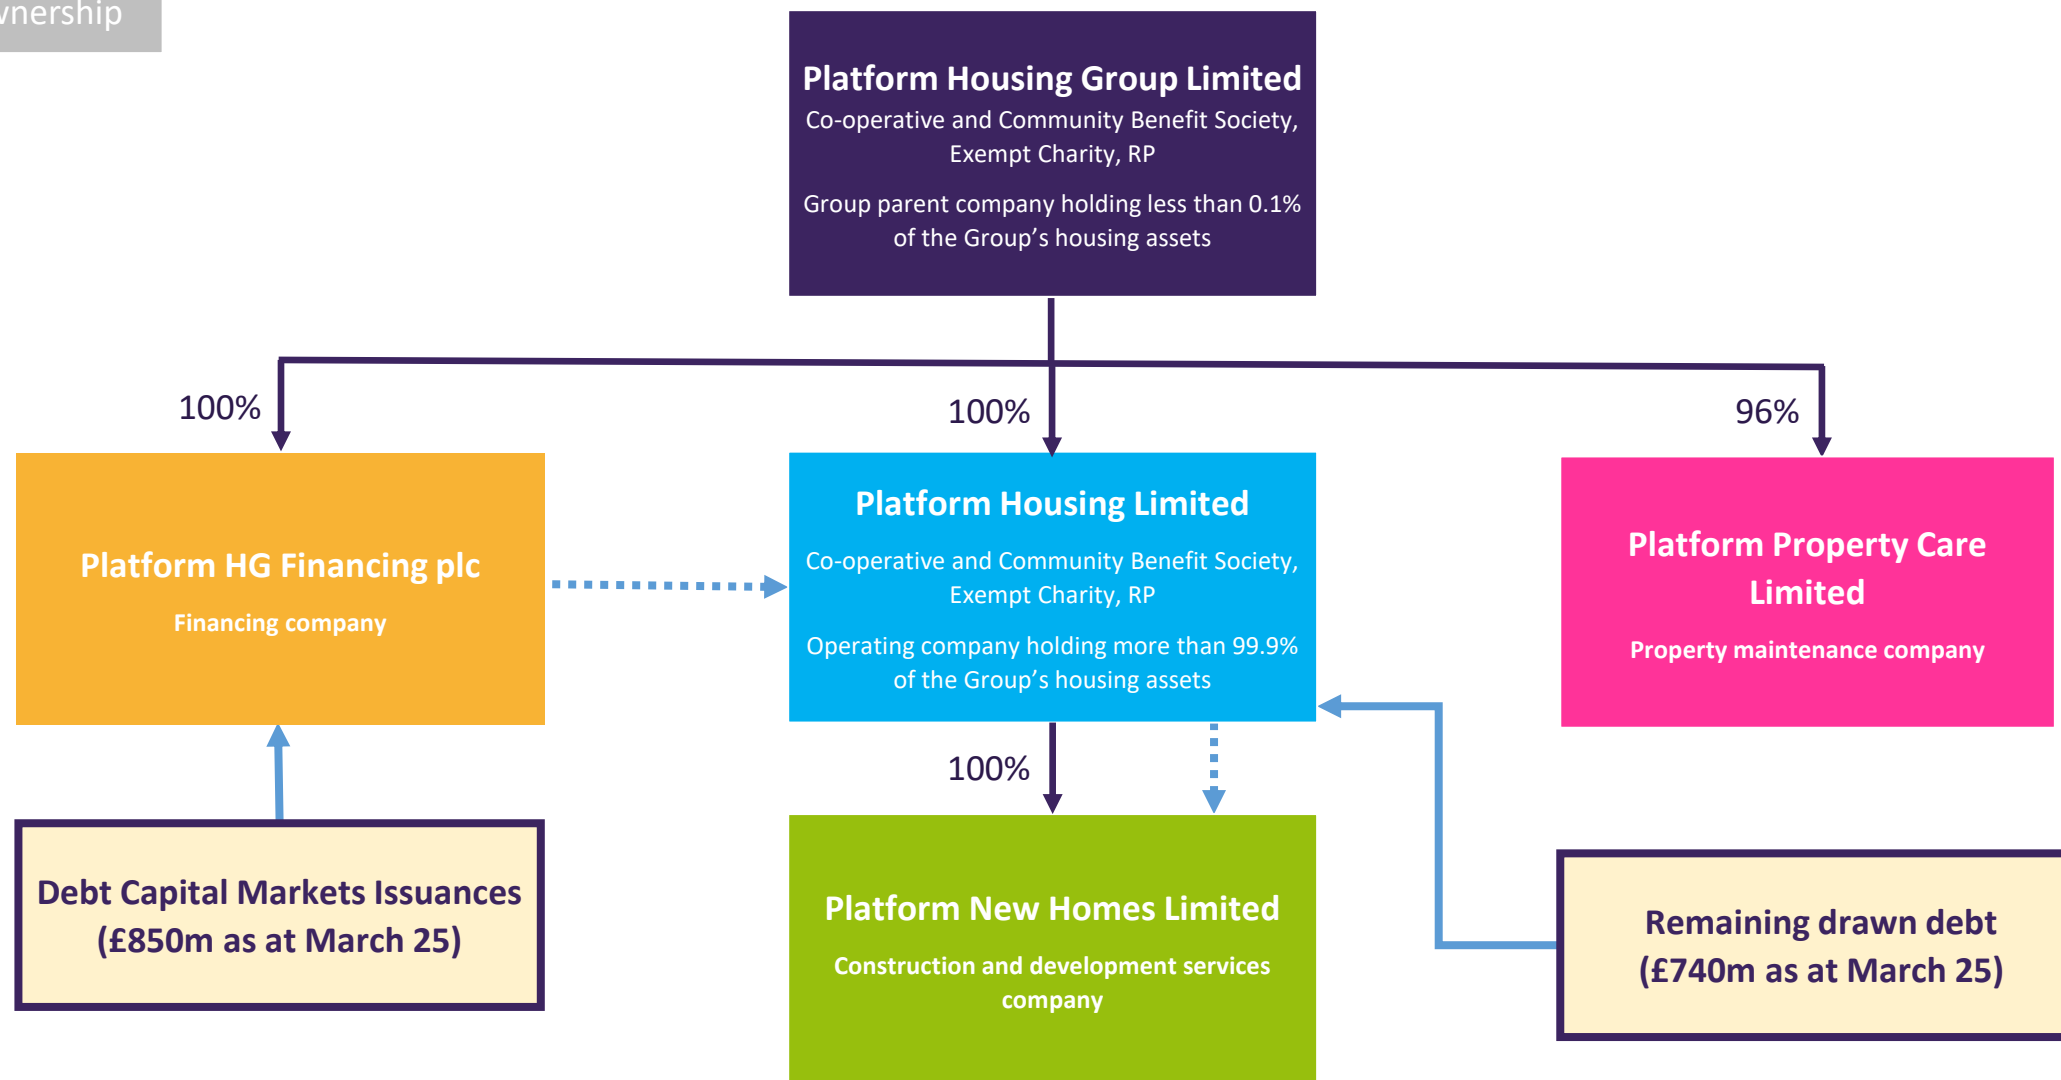 Platform Housing Group Limited
Co-operative and Community Benefit Society,
Exempt Charity, RP
Group parent company holding less than 0.1%
of the Group’s housing assets
100%
100%
96%
Platform HG Financing plc
Financing company
Platform Housing Limited
Co-operative and Community Benefit Society,
Exempt Charity, RP
Operating company holding more than 99.9%
of the Group’s housing assets
Platform Property Care
Limited
Property maintenance company
100%
Debt Capital Markets Issuances
(£850m as at March 25)
Platform New Homes Limited
Construction and development services
company
Remaining drawn debt
(£740m as at March 25)